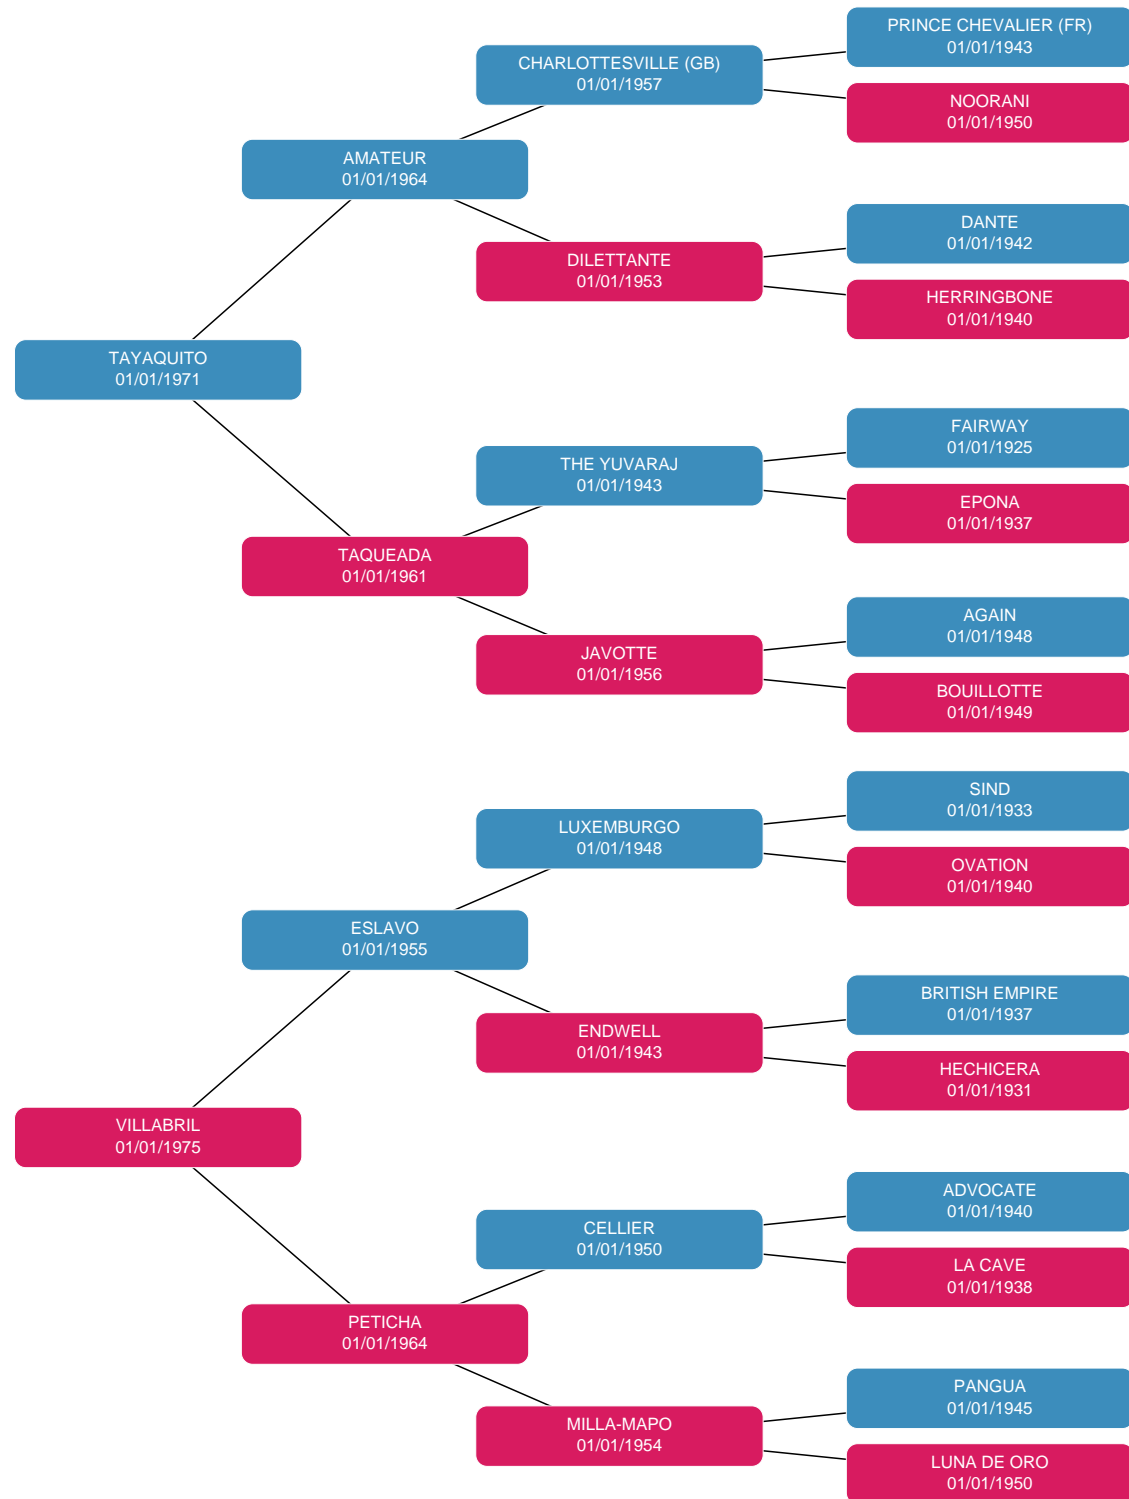 PRINCE CHEVALIER (FR)
01/01/1943
CHARLOTTESVILLE (GB)
01/01/1957
NOORANI
01/01/1950
AMATEUR
01/01/1964
DANTE
01/01/1942
DILETTANTE
01/01/1953
HERRINGBONE
01/01/1940
TAYAQUITO
01/01/1971
FAIRWAY
01/01/1925
THE YUVARAJ
01/01/1943
EPONA
01/01/1937
TAQUEADA
01/01/1961
AGAIN
01/01/1948
JAVOTTE
01/01/1956
BOUILLOTTE
01/01/1949
SIND
01/01/1933
LUXEMBURGO
01/01/1948
OVATION
01/01/1940
ESLAVO
01/01/1955
BRITISH EMPIRE
01/01/1937
ENDWELL
01/01/1943
HECHICERA
01/01/1931
VILLABRIL
01/01/1975
ADVOCATE
01/01/1940
CELLIER
01/01/1950
LA CAVE
01/01/1938
PETICHA
01/01/1964
PANGUA
01/01/1945
MILLA-MAPO
01/01/1954
LUNA DE ORO
01/01/1950